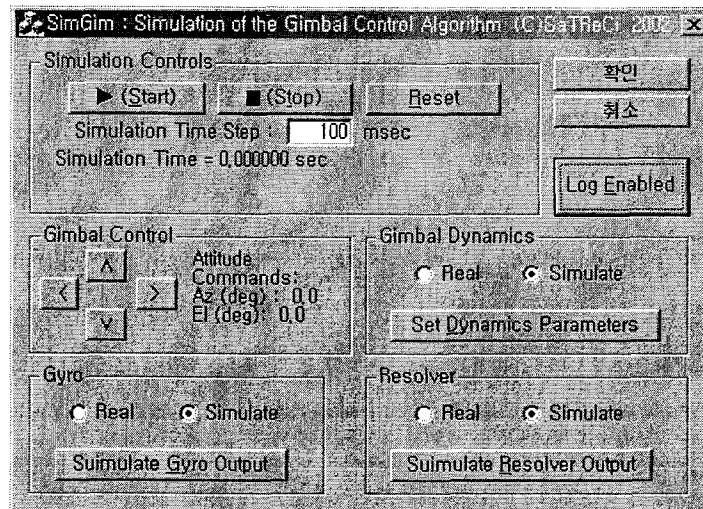 SimGim : Simulation of the Gimbal Control Algorithm (C)SaTReCi 2002
Simulation Controls
▶ (Start)
■ (Stop)
Reset
확인
취소
Simulation Time Step : 100 msec
Simulation Time = 0,000000 sec
Log Enabled
Gimbal Control
Attitude
Commands:
Az (deg) : 0,0
El (deg): 0,0
Gimbal Dynamics
Real Simulate
Set Dynamics Parameters
Gyro
Real Simulate
Suimulate Gyro Output
Resolver
Real Simulate
Suimulate Resolver Output